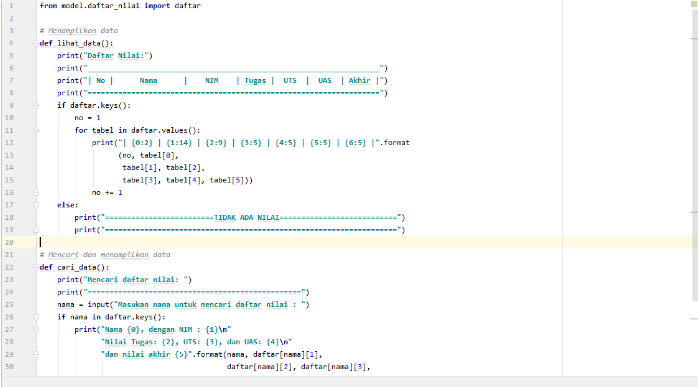 1 from model.daftar_nilai import daftar
2
3 # Menampilkan data
4 def lihat_data():
5 print("Daftar Nilai:")
6 print("___________________________________________________________________")
7 print("| No | Nama | NIM | Tugas | UTS | UAS | Akhir |")
8 print("===================================================================")
9 if daftar.keys():
10 no = 1
11 for tabel in daftar.values():
12 print("| {0:2} | {1:14} | {2:9} | {3:5} | {4:5} | {5:5} | {6:5} |".format
13 (no, tabel[0],
14 tabel[1], tabel[2],
15 tabel[3], tabel[4], tabel[5]))
16 no += 1
17 else:
18 print("=========================TIDAK ADA NILAI===========================")
19 print("===================================================================")
20
21 # Mencari dan menampilkan data
22 def cari_data():
23 print("Mencari daftar nilai: ")
24 print("=================================================")
25 nama = input("Masukan nama untuk mencari daftar nilai : ")
26 if nama in daftar.keys():
27 print("Nama {0}, dengan NIM : {1}\n"
28 "Nilai Tugas: {2}, UTS: {3}, dan UAS: {4}\n"
29 "dan nilai akhir {5}".format(nama, daftar[nama][1],
30 daftar[nama][2], daftar[nama][3],